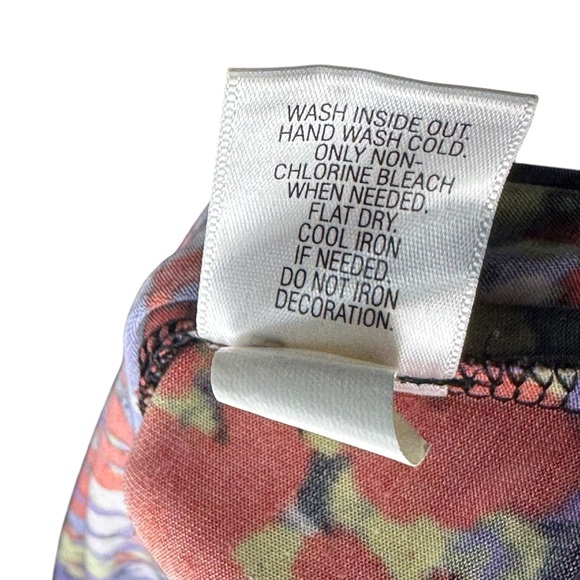 WASH INSIDE OUT.
HAND WASH COLD.
ONLY NON-
CHLORINE BLEACH
WHEN NEEDED.
FLAT DRY.
COOL IRON
IF NEEDED.
DO NOT IRON
DECORATION.